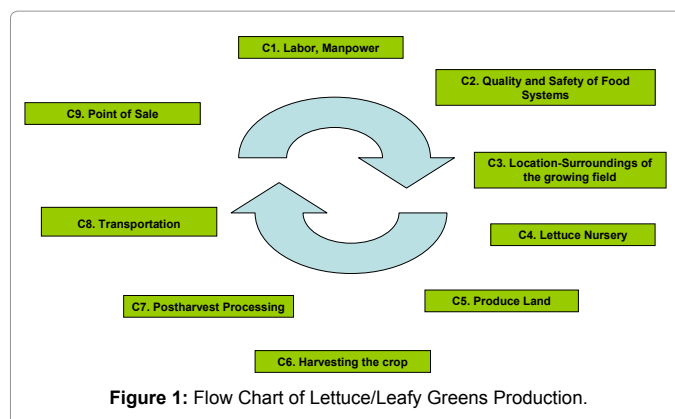 C1. Labor, Manpower
C2. Quality and Safety of Food
Systems
C3. Location-Surroundings of
the growing field
C4. Lettuce Nursery
C5. Produce Land
C6. Harvesting the crop
C7. Postharvest Processing
C8. Transportation
C9. Point of Sale
Figure 1: Flow Chart of Lettuce/Leafy Greens Production.